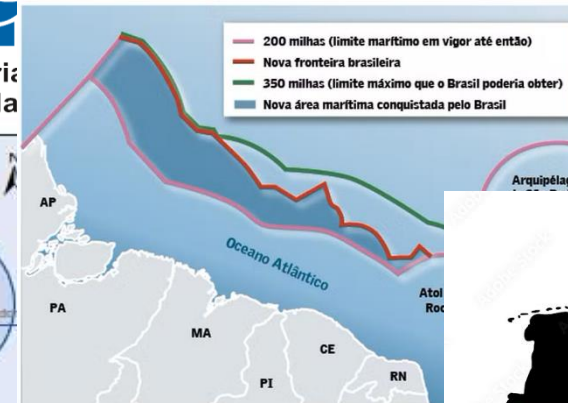 200 milhas (limite marítimo em vigor até então)
Nova fronteira brasileira
350 milhas (limite máximo que o Brasil poderia obter)
Nova área marítima conquistada pelo Brasil
AP
Oceano Atlântico
PA
MA
CE
PI
RN